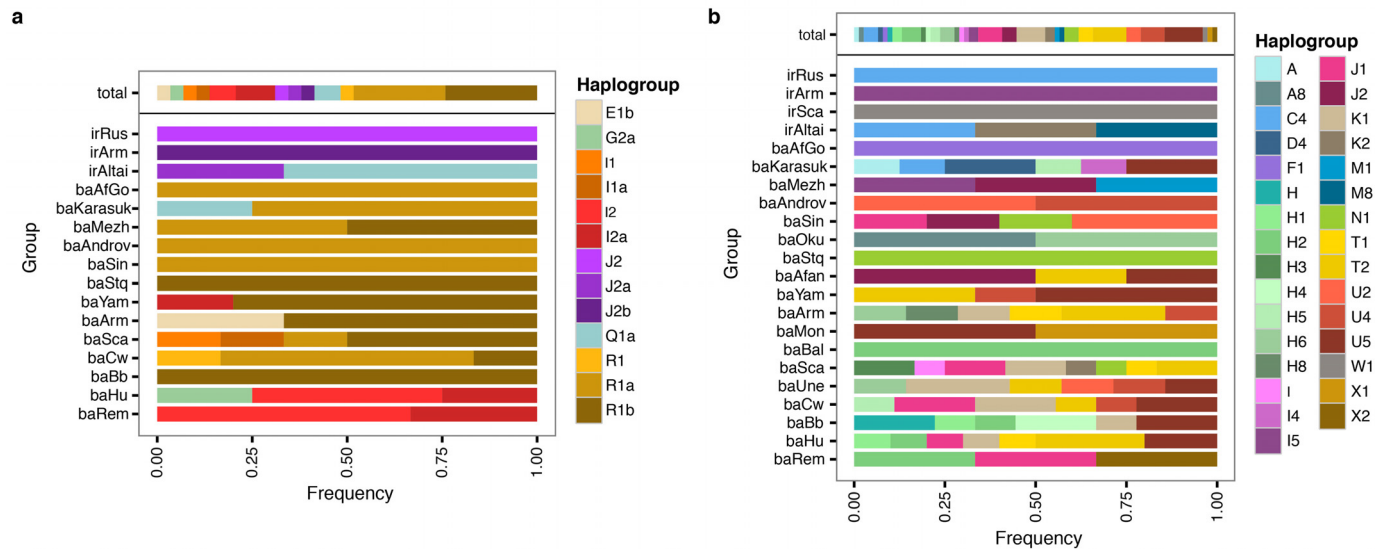 a
total
irRus
irArm
irAltai
baAfGo
baKarasuk
baMezh
baAndrov
baSin
baStq
baYam
baArm
baSca
baCw
baBb
baHu
baRem
Group
0.00
0.25
0.50
0.75
1.00
Frequency
Haplogroup
E1b
G2a
I1
I1a
I2
I2a
J2
J2a
J2b
Q1a
R1
R1a
R1b
b
total
irRus
irArm
irSca
irAltai
baAfGo
baKarasuk
baMezh
baAndrov
baSin
baOku
baStq
baAfan
baYam
baArm
baMon
baBal
baSca
baUne
baCw
baBb
baHu
baRem
Group
0.00
0.25
0.50
0.75
1.00
Frequency
Haplogroup
A
A8
C4
D4
F1
H
H1
H2
H3
H4
H5
H6
H8
I
I4
I5
J1
J2
K1
K2
M1
M8
N1
T1
T2
U2
U4
U5
W1
X1
X2